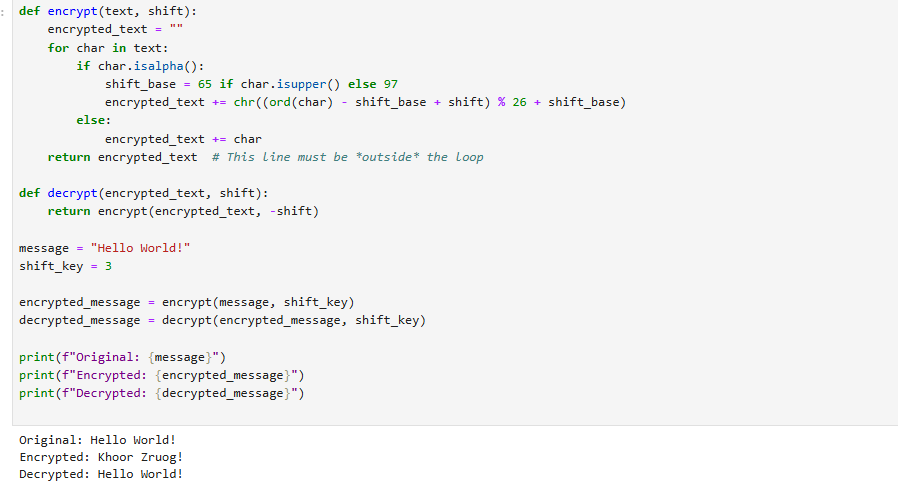 :
def encrypt(text, shift):
    encrypted_text = ""
    for char in text:
        if char.isalpha():
            shift_base = 65 if char.isupper() else 97
            encrypted_text += chr((ord(char) - shift_base + shift) % 26 + shift_base)
        else:
            encrypted_text += char
    return encrypted_text  # This line must be *outside* the loop

def decrypt(encrypted_text, shift):
    return encrypt(encrypted_text, -shift)

message = "Hello World!"
shift_key = 3

encrypted_message = encrypt(message, shift_key)
decrypted_message = decrypt(encrypted_message, shift_key)

print(f"Original: {message}")
print(f"Encrypted: {encrypted_message}")
print(f"Decrypted: {decrypted_message}")

Original: Hello World!
Encrypted: Khoor Zruog!
Decrypted: Hello World!